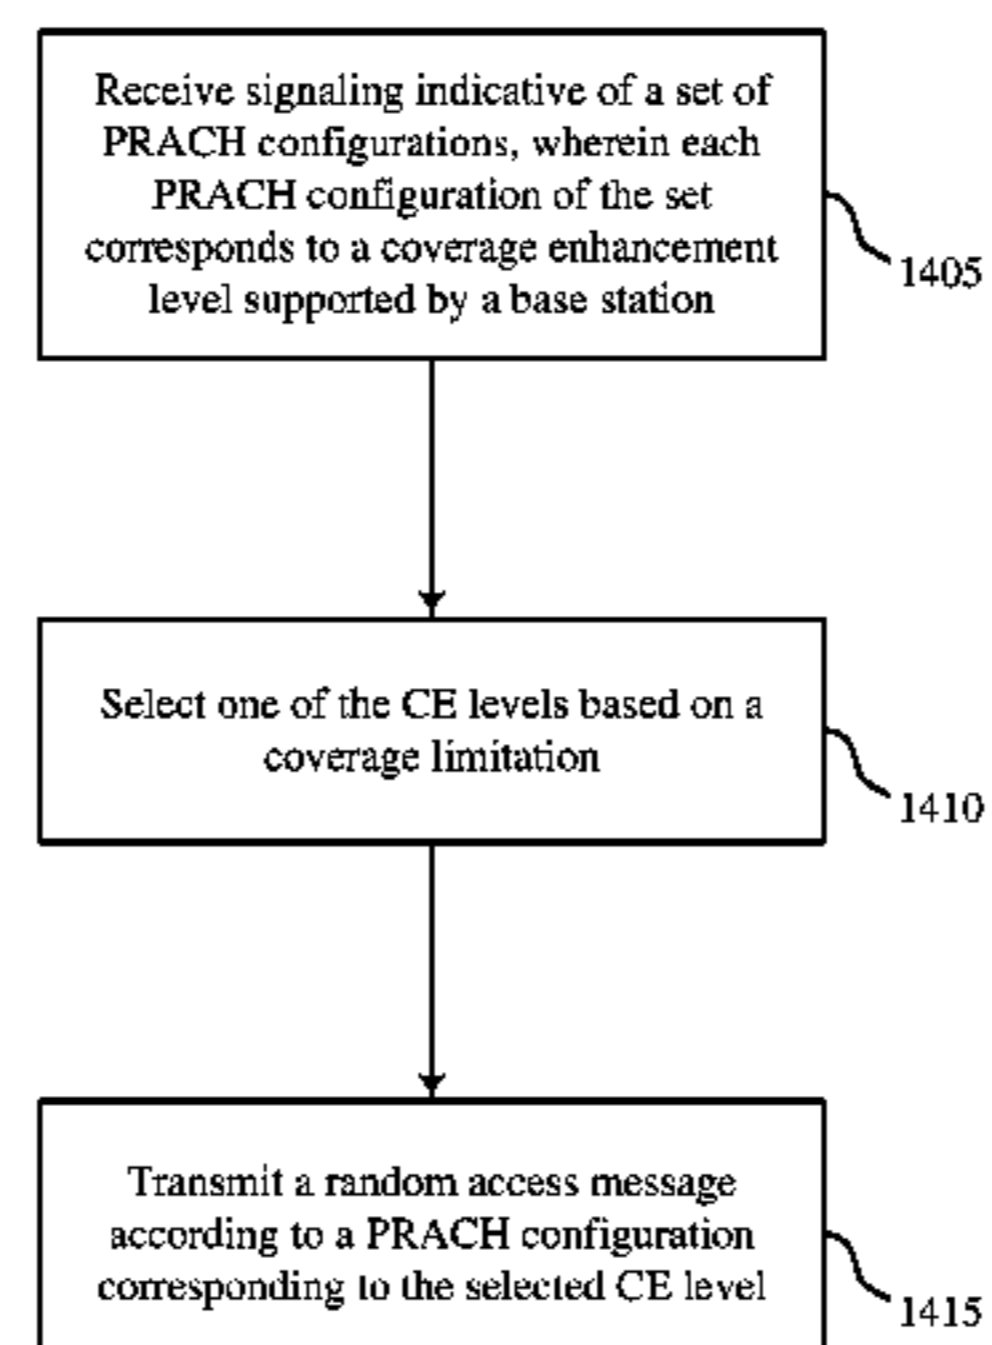 Receive signaling indicative of a set of
PRACH configurations, wherein each
PRACH configuration of the set
corresponds to a coverage enhancement
level supported by a base station
1405
Select one of the CE levels based on a
coverage limitation
1410
Transmit a random access message
according to a PRACH configuration
corresponding to the selected CE level
1415